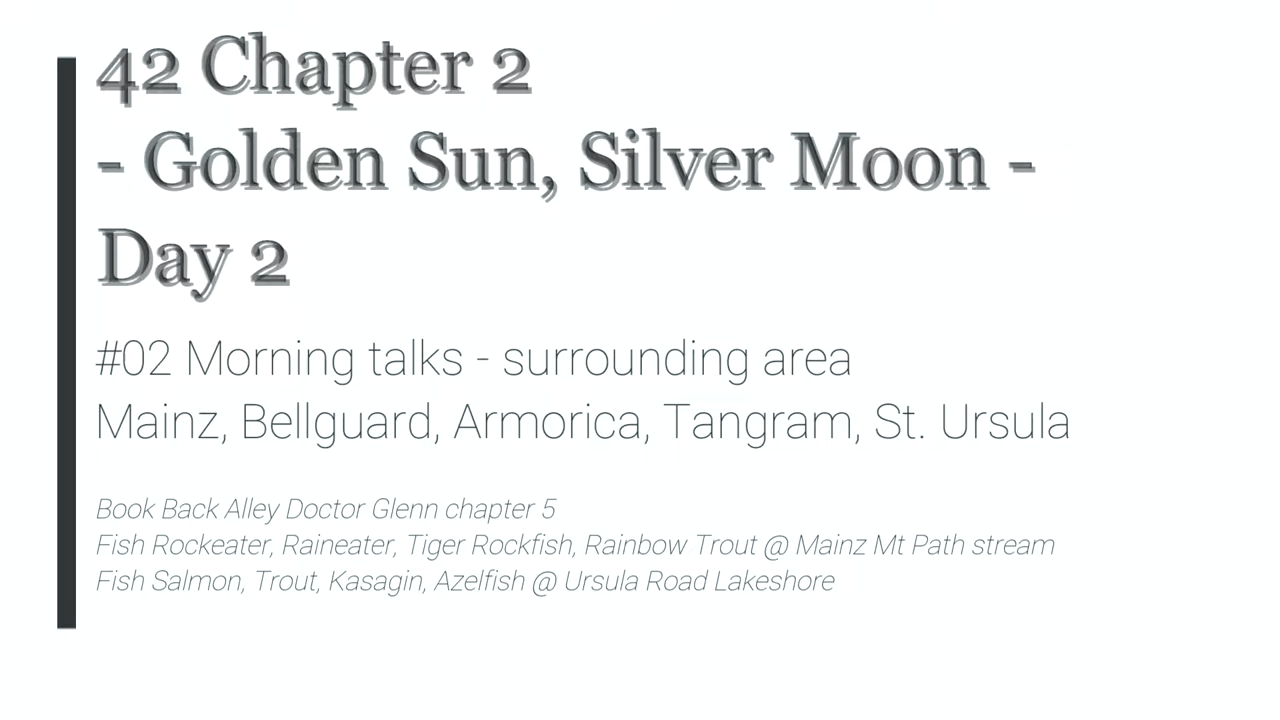 42 Chapter 2
- Golden Sun, Silver Moon -
Day 2
#02 Morning talks - surrounding area
Mainz, Bellguard, Armorica, Tangram, St. Ursula
Book Back Alley Doctor Glenn chapter 5
Fish Rockeater, Raineater, Tiger Rockfish, Rainbow Trout @ Mainz Mt Path stream
Fish Salmon, Trout, Kasagin, Azelfish @ Ursula Road Lakeshore